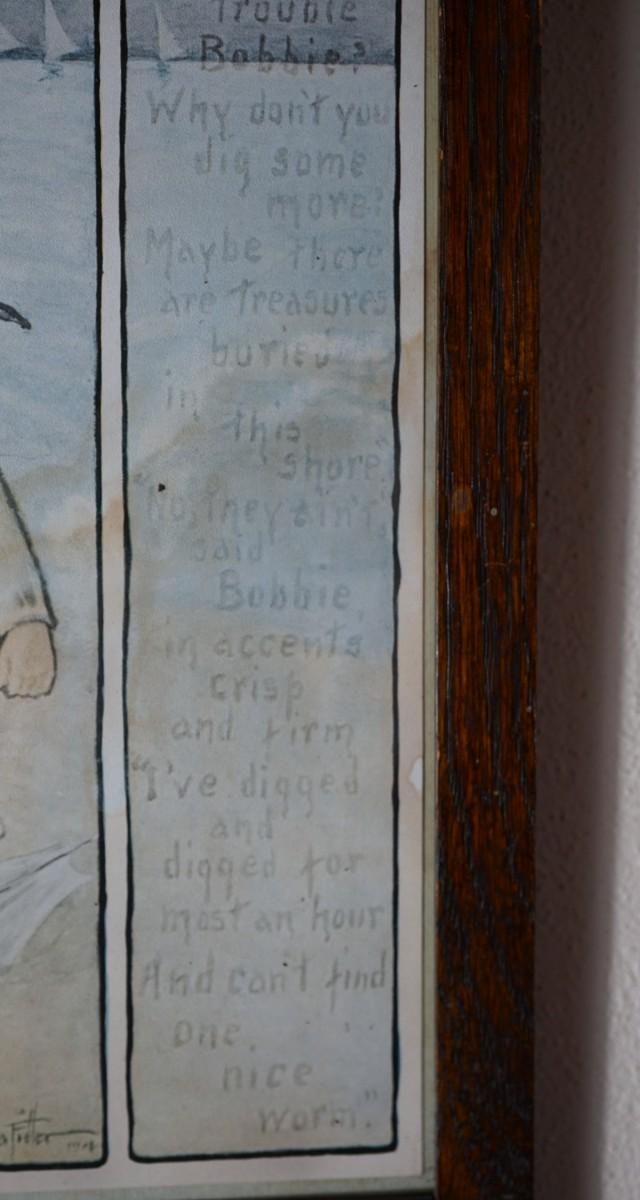 Trouble
Bobbie?
Why don't you
dig some
more?
Maybe there
are treasures
buried
in
this
shore"
"No, they ain't,"
said
Bobbie,
in accents
crisp
and firm
"I've digged
and
digged for
most an hour
And can't find
one
nice
worm."